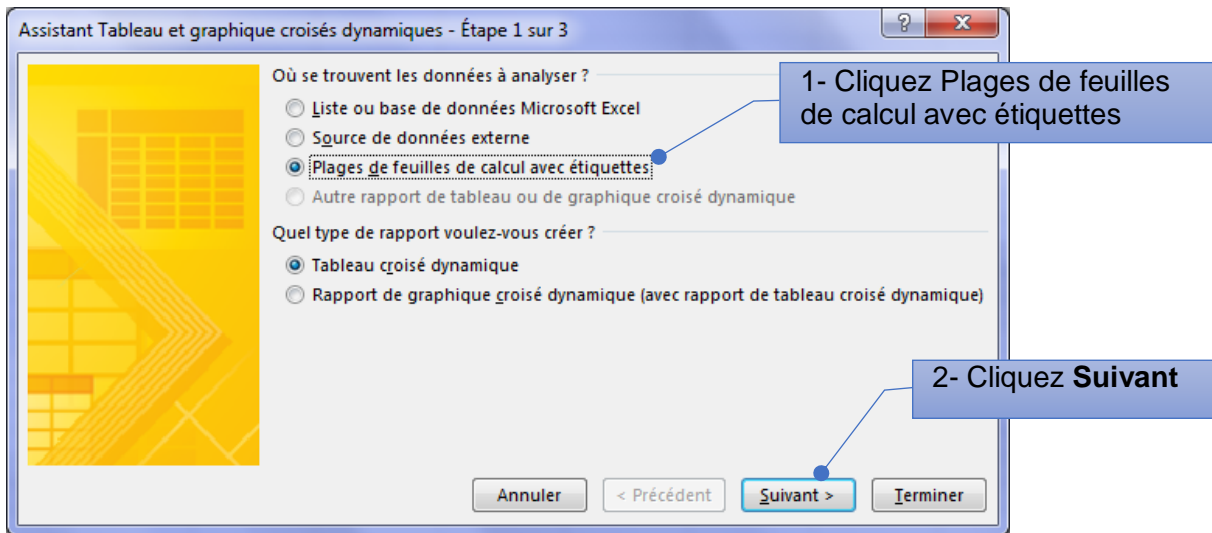 Assistant Tableau et graphique croisés dynamiques - Étape 1 sur 3
Où se trouvent les données à analyser ?
Liste ou base de données Microsoft Excel
Source de données externe
Plages de feuilles de calcul avec étiquettes
Autre rapport de tableau ou de graphique croisé dynamique
1- Cliquez Plages de feuilles
de calcul avec étiquettes
Quel type de rapport voulez-vous créer ?
Tableau croisé dynamique
Rapport de graphique croisé dynamique (avec rapport de tableau croisé dynamique)
2- Cliquez Suivant
Annuler
< Précédent
Suivant >
Terminer